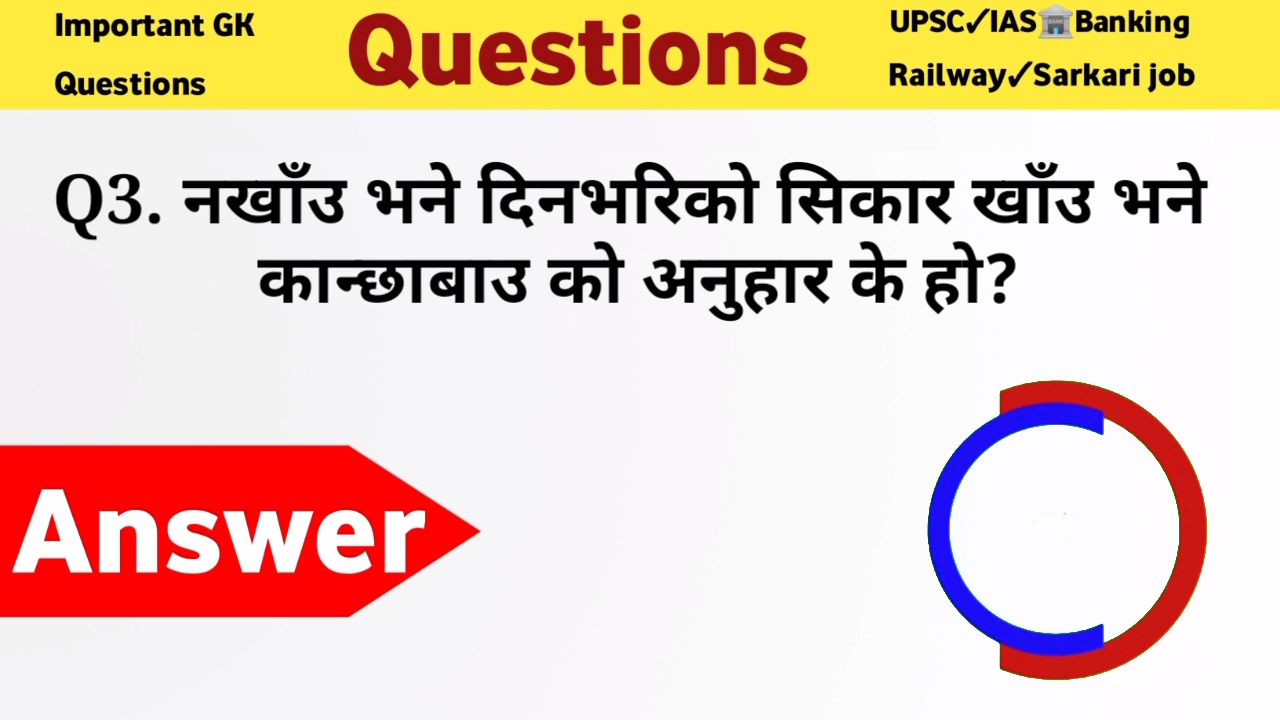 Important GK
Questions
Questions
UPSC✓IAS🏦Banking
Railway✓Sarkari job
Q3. नखाँउ भने दिनभरिको सिकार खाँउ भने
कान्छाबाउ को अनुहार के हो?
Answer